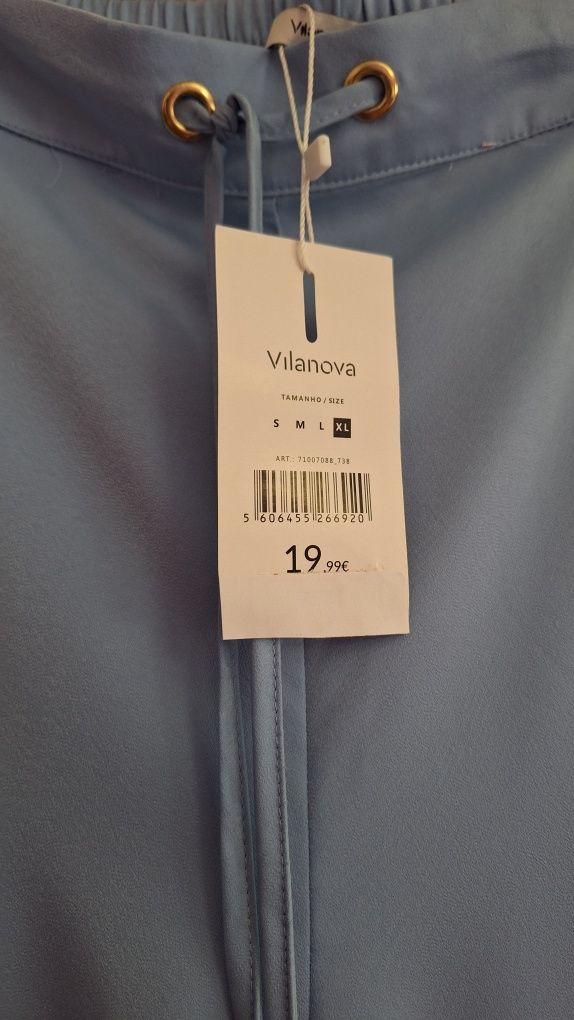 Vilanova
TAMANHO / SIZE
S M L XL
ART.: 71007088_738
5 606455 266920
19,99€